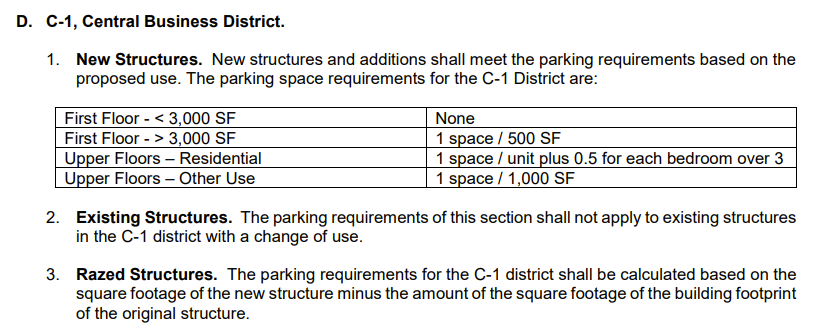 D. C-1, Central Business District.
1. New Structures. New structures and additions shall meet the parking requirements based on the
proposed use. The parking space requirements for the C-1 District are:
First Floor - < 3,000 SF None
First Floor - > 3,000 SF 1 space / 500 SF
Upper Floors – Residential 1 space / unit plus 0.5 for each bedroom over 3
Upper Floors – Other Use 1 space / 1,000 SF
2. Existing Structures. The parking requirements of this section shall not apply to existing structures
in the C-1 district with a change of use.
3. Razed Structures. The parking requirements for the C-1 district shall be calculated based on the
square footage of the new structure minus the amount of the square footage of the building footprint
of the original structure.